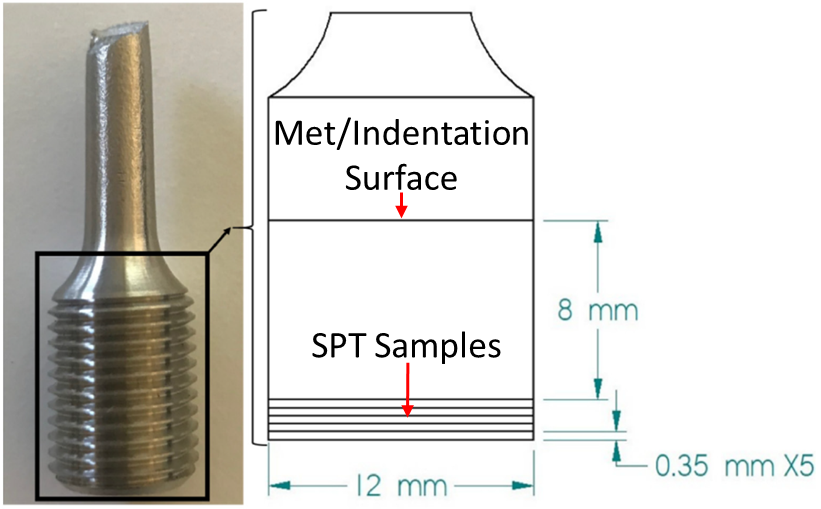 Met/Indentation
Surface
8 mm
SPT Samples
0.35 mm X5
12 mm